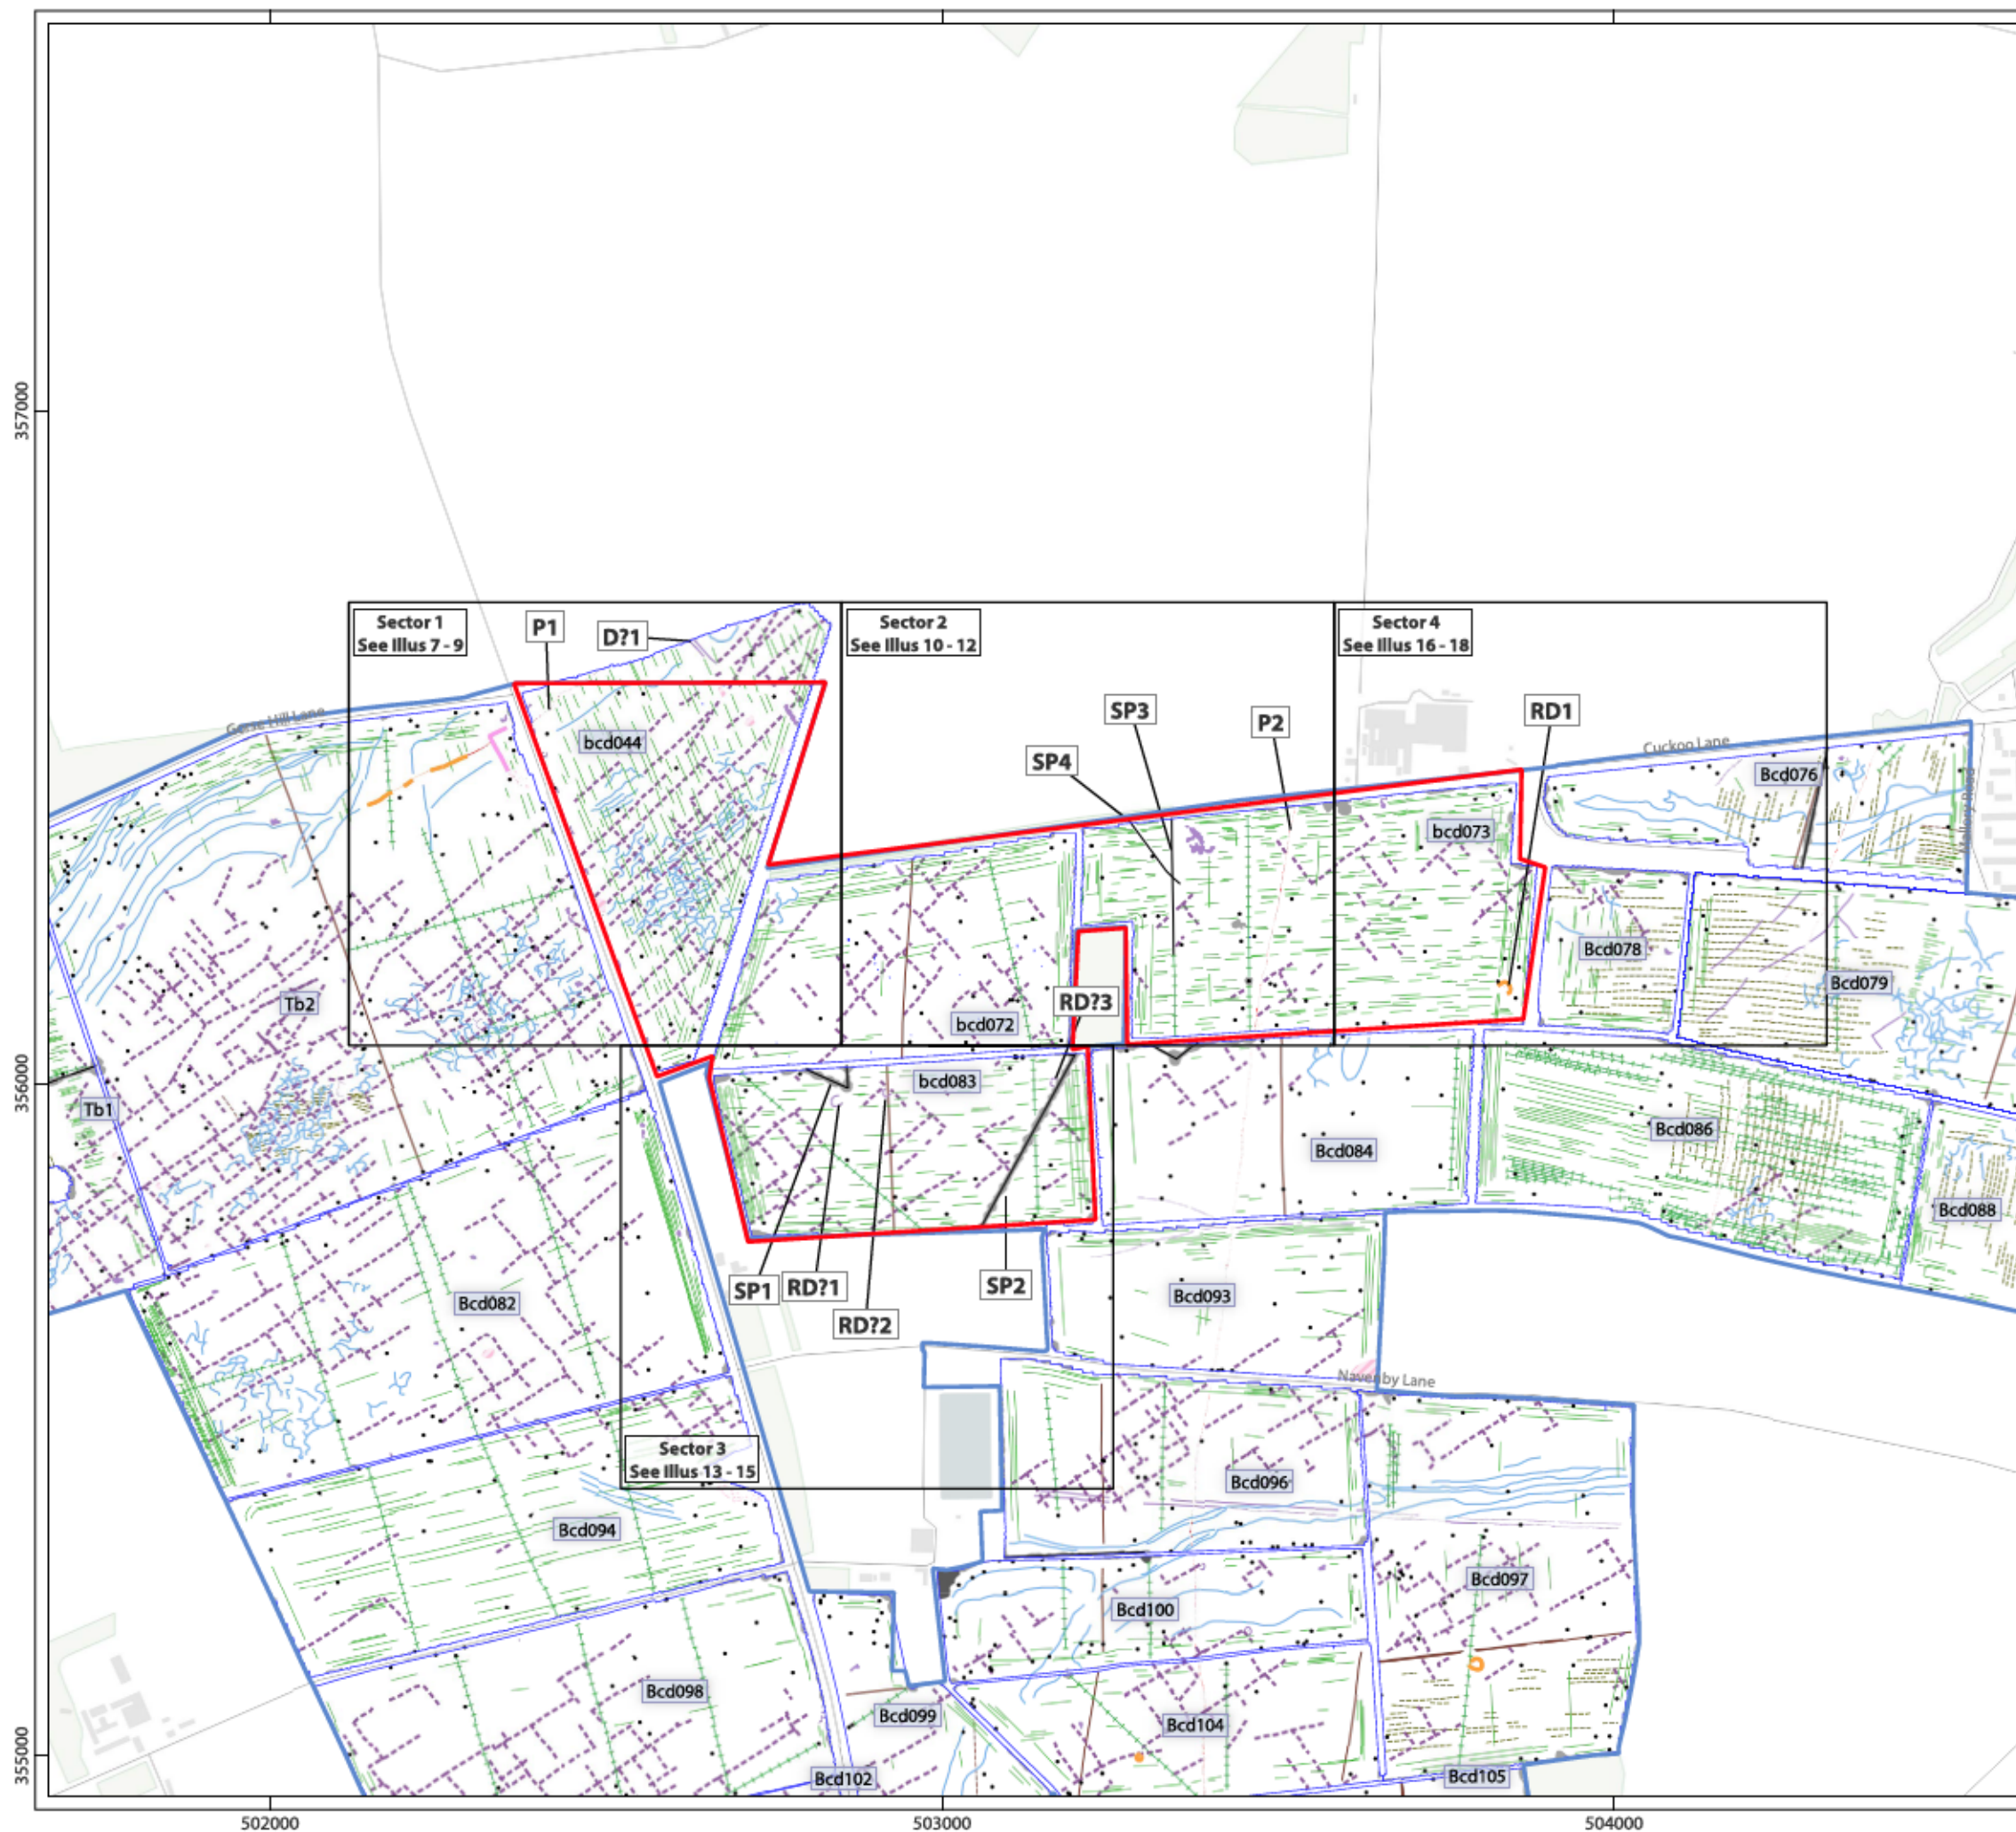 Sector 1
See Illus 7 - 9
P1
D?1
Sector 2
See Illus 10 - 12
Sector 4
See Illus 16 - 18
SP3
P2
RD1
SP4
Gorse Hill Lane
bcd044
Cuckoo Lane
Bcd076
bcd073
Bcd078
Bcd079
Tb2
RD?3
bcd072
bcd083
Tb1
Bcd084
Bcd086
Bcd088
SP1
RD?1
RD?2
SP2
Bcd082
Bcd093
Navenby Lane
Sector 3
See Illus 13 - 15
Bcd096
Bcd094
Bcd097
Bcd100
Bcd098
Bcd099
Bcd104
Bcd102
Bcd105
357000
356000
355000
502000
503000
504000